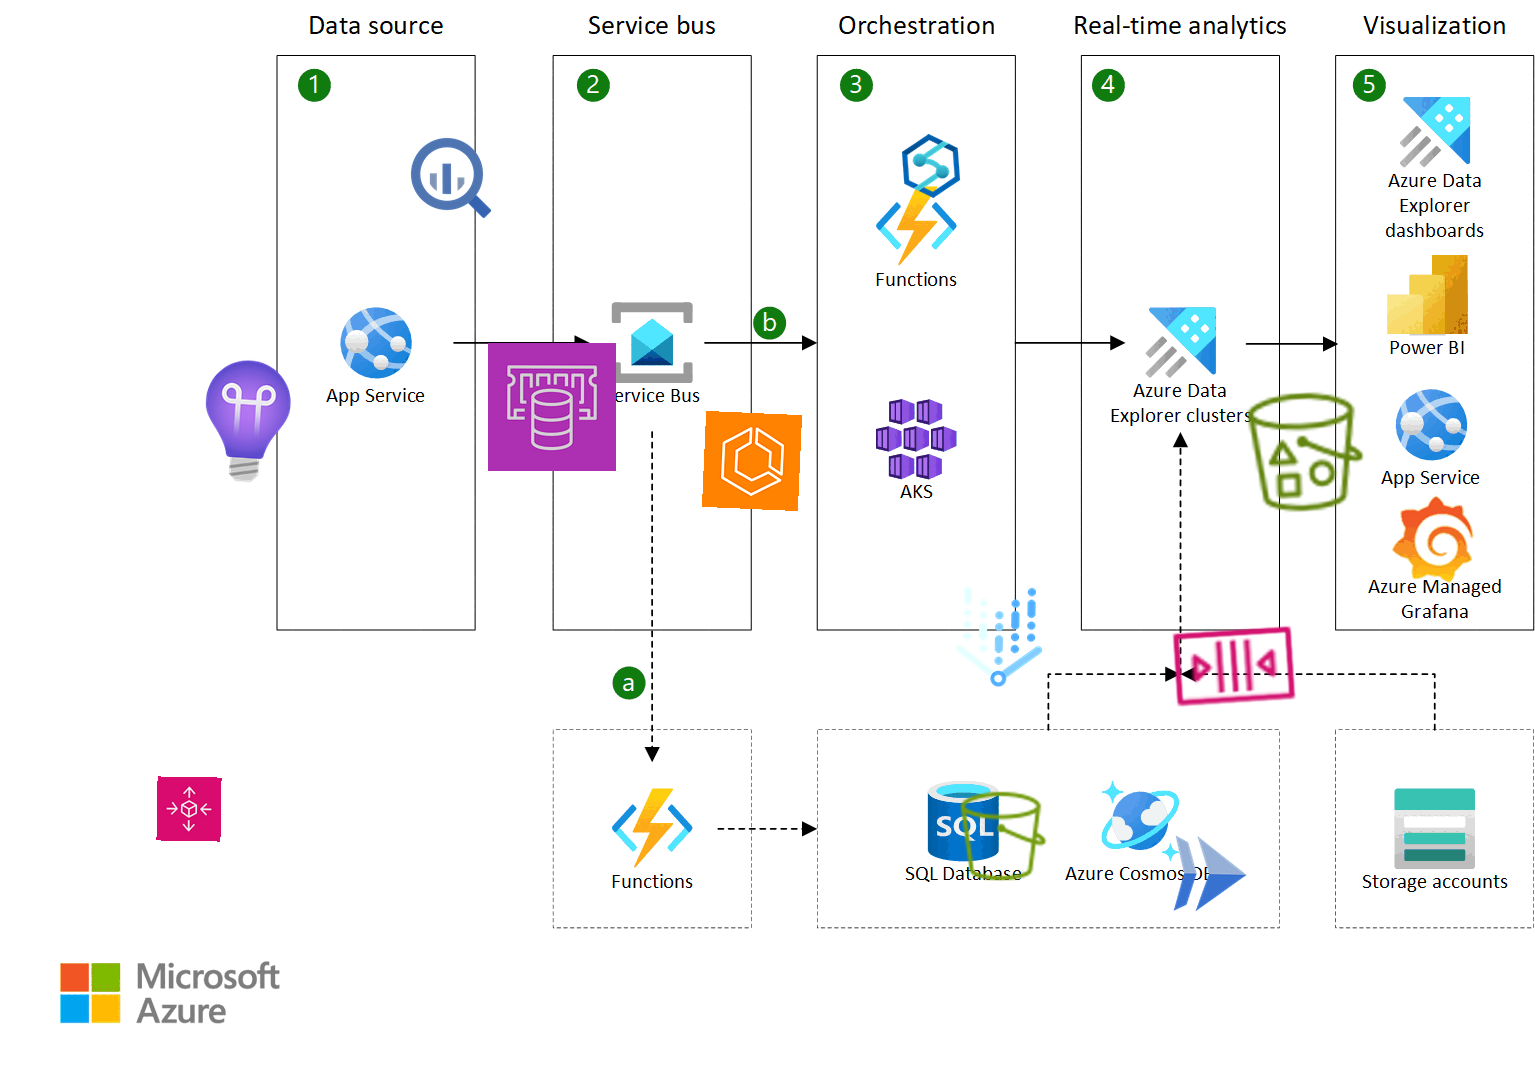 Data source
Service bus
Orchestration
Real-time analytics
Visualization
1
2
3
4
5
App Service
Service Bus
b
Functions
AKS
Azure Data
Explorer clusters
Azure Data
Explorer
dashboards
Power BI
App Service
Azure Managed
Grafana
a
Functions
SQL
SQL Database
Azure Cosmos DB
Storage accounts
Microsoft
Azure